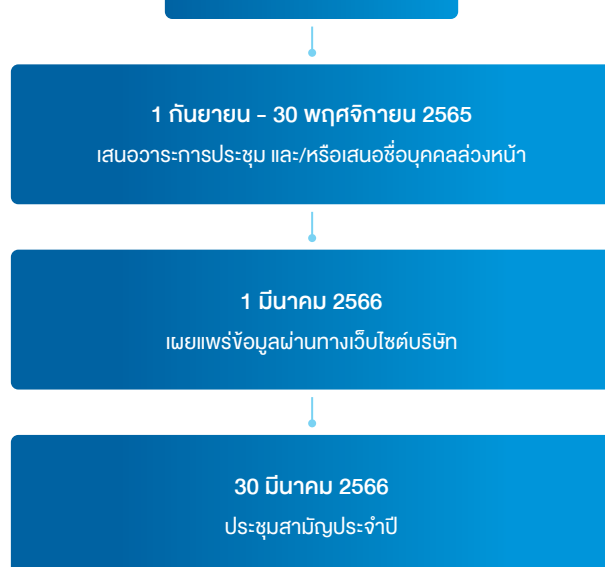 1 กันยายน - 30 พฤศจิกายน 2565
เสนอวาระการประชุม และ/หรือเสนอชื่อบุคคลล่วงหน้า
1 มีนาคม 2566
เผยแพร่ข้อมูลผ่านทางเว็บไซต์บริษัท
30 มีนาคม 2566
ประชุมสามัญประจำปี